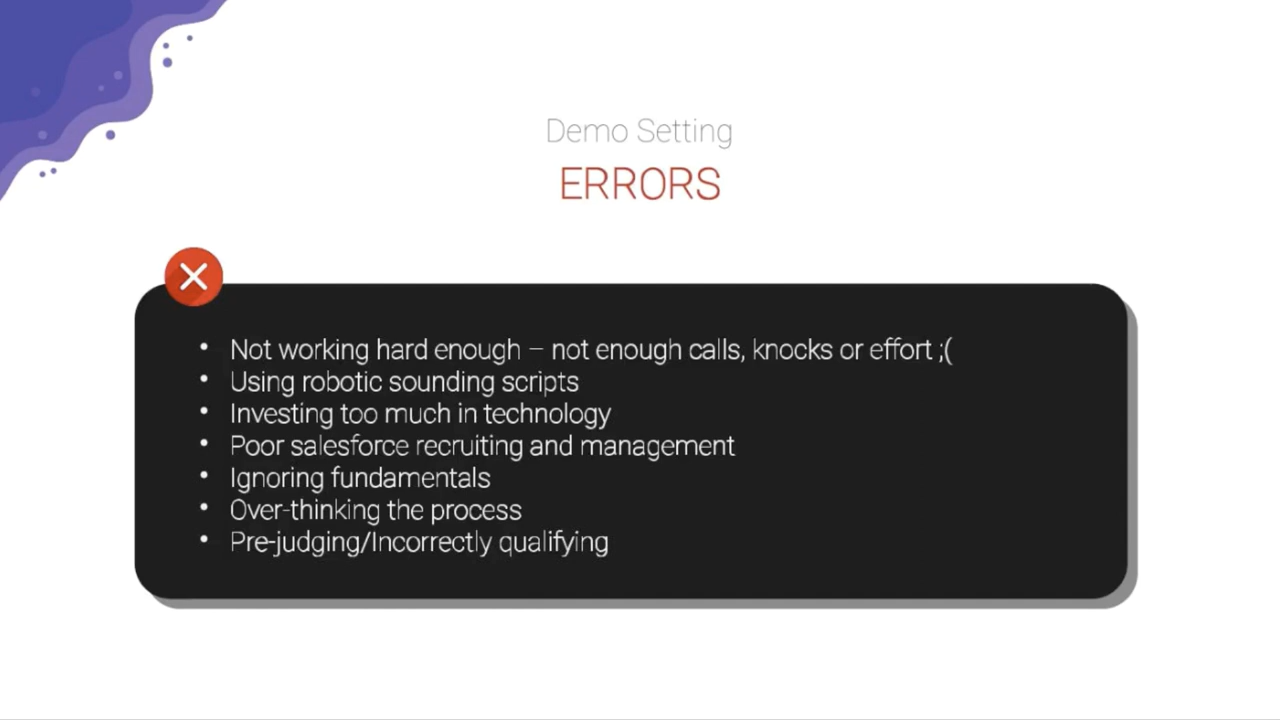 Demo Setting
ERRORS
• Not working hard enough – not enough calls, knocks or effort ;(
• Using robotic sounding scripts
• Investing too much in technology
• Poor salesforce recruiting and management
• Ignoring fundamentals
• Over-thinking the process
• Pre-judging/Incorrectly qualifying